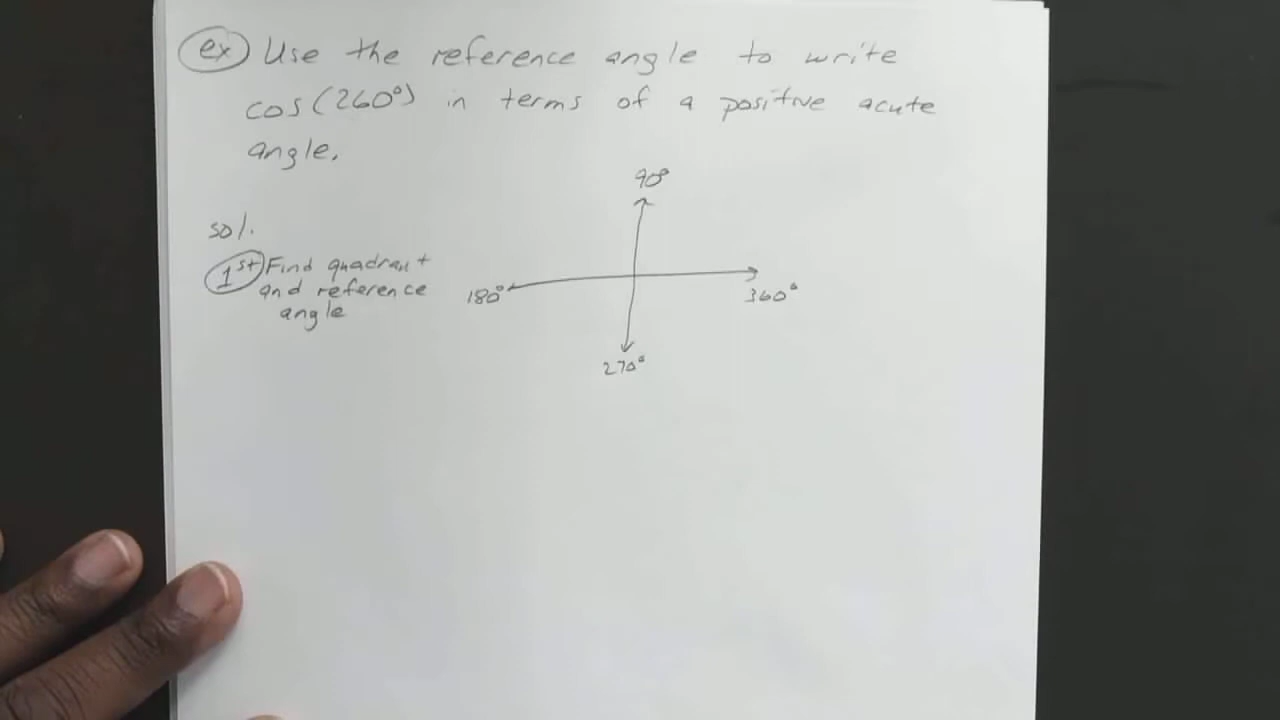 ex Use the reference angle to write
cos(260°) in terms of a positive acute
angle.
90°
sol.
1st Find quadrant
and reference
angle
180°
360°
270°